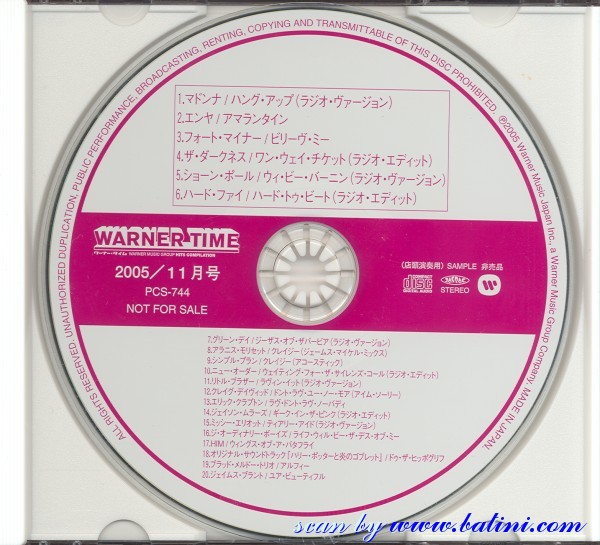 ALL RIGHTS RESERVED. UNAUTHORIZED DUPLICATION, PUBLIC PERFORMANCE, BROADCASTING, RENTING, COPYING AND TRANSMITTABLE OF THIS DISC PROHIBITED. ℗2005 Warner Music Japan Inc., a Warner Music Group Company. MADE IN JAPAN.
1.マドンナ/ハング・アップ(ラジオ・ヴァージョン)
2.エンヤ/アマランタイン
3.フォート・マイナー/ビリーヴ・ミー
4.ザ・ダークネス/ワン・ウェイ・チケット(ラジオ・エディット)
5.ショーン・ポール/ウィ・ビー・バーニン(ラジオ・ヴァージョン)
6.ハード・ファイ/ハード・トゥ・ビート(ラジオ・エディット)
WARNER TIME
ワーナー・タイム WARNER MUSIC GROUP HITS COMPILATION
2005/11月号
PCS-744
NOT FOR SALE
(店頭演奏用) SAMPLE 非売品
COMPACT disc DIGITAL AUDIO
STEREO
7.グリーン・デイ/ジーザス・オブ・サバービア(ラジオ・ヴァージョン)
8.アラニス・モリセット/クレイジー(ジェームス・マイケル・ミックス)
9.シンプル・プラン/クレイジー(アコースティック)
10.ニュー・オーダー/ウェイティング・フォー・ザ・サイレンズ・コール(ラジオ・エディット)
11.リトル・ブラザー/ラヴィン・イット(ラジオ・ヴァージョン)
12.クレイグ・デイヴィッド/ドント・ラヴ・ユー・ノー・モア(アイム・ソーリー)
13.エリック・クラプトン/ラヴ・ドント・ラヴ・ノーバディ
14.ジェイソン・ムラーズ/ギーク・イン・ザ・ピンク(ラジオ・エディット)
15.ミッシー・エリオット/ティアリー・アイド(ラジオ・ヴァージョン)
16.ジ・オーディナリー・ボーイズ/ライフ・ウィル・ビー・ザ・デス・オブ・ミー
17.HIM/ウィングス・オブ・ア・バタフライ
18.オリジナル・サウンドトラック「ハリー・ポッターと炎のゴブレット」/ドゥ・ザ・ヒッポグリフ
19.ブラッド・メルドー・トリオ/アルフィー
20.ジェイムス・ブラント/ユア・ビューティフル
scan by www.batini.com